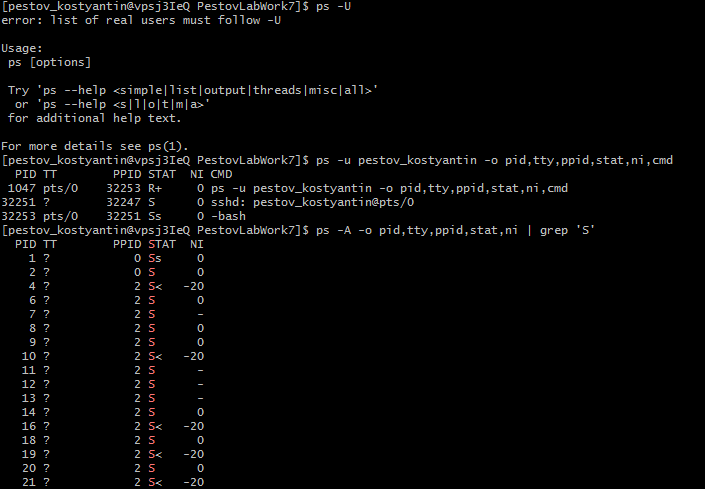 [pestov_kostyantin@vpsj3IeQ PestovLabWork7]$ ps -U
error: list of real users must follow -U

Usage:
 ps [options]

 Try 'ps --help <simple|list|output|threads|misc|all>'
  or 'ps --help <s|l|o|t|m|a>'
 for additional help text.

For more details see ps(1).
[pestov_kostyantin@vpsj3IeQ PestovLabWork7]$ ps -u pestov_kostyantin -o pid,tty,ppid,stat,ni,cmd
  PID TT        PPID STAT  NI CMD
 1047 pts/0    32253 R+     0 ps -u pestov_kostyantin -o pid,tty,ppid,stat,ni,cmd
32251 ?        32247 S      0 sshd: pestov_kostyantin@pts/0
32253 pts/0    32251 Ss     0 -bash
[pestov_kostyantin@vpsj3IeQ PestovLabWork7]$ ps -A -o pid,tty,ppid,stat,ni | grep 'S'
  PID TT        PPID STAT  NI
    1 ?            0 Ss     0
    2 ?            0 S      0
    4 ?            2 S<   -20
    6 ?            2 S      0
    7 ?            2 S      -
    8 ?            2 S      0
    9 ?            2 S      0
   10 ?            2 S<   -20
   11 ?            2 S      -
   12 ?            2 S      -
   13 ?            2 S      -
   14 ?            2 S      0
   16 ?            2 S<   -20
   18 ?            2 S      0
   19 ?            2 S<   -20
   20 ?            2 S      0
   21 ?            2 S<   -20